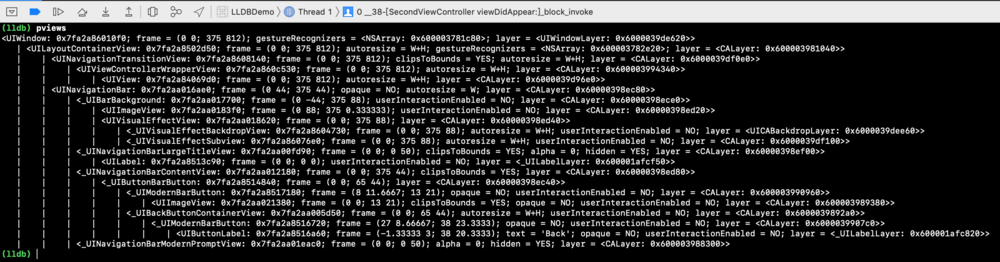 LLDBDemo Thread 1 0 __38-[SecondViewController viewDidAppear:]_block_invoke
(lldb) pviews
<UIWindow: 0x7fa2a86010f0; frame = (0 0; 375 812); gestureRecognizers = <NSArray: 0x600003781c80>; layer = <UIWindowLayer: 0x6000039de620>>
| <UILayoutContainerView: 0x7fa2a8502d50; frame = (0 0; 375 812); autoresize = W+H; gestureRecognizers = <NSArray: 0x600003782e20>; layer = <CALayer: 0x600003981040>>
| | <UINavigationTransitionView: 0x7fa2a8608140; frame = (0 0; 375 812); clipsToBounds = YES; autoresize = W+H; layer = <CALayer: 0x6000039df0e0>>
| | | <UIViewControllerWrapperView: 0x7fa2a860c530; frame = (0 0; 375 812); autoresize = W+H; layer = <CALayer: 0x600003994340>>
| | | | <UIView: 0x7fa2a84069d0; frame = (0 0; 375 812); autoresize = W+H; layer = <CALayer: 0x6000039d96e0>>
| | <UINavigationBar: 0x7fa2aa016ae0; frame = (0 44; 375 44); opaque = NO; autoresize = W; layer = <CALayer: 0x60000398ec80>>
| | | <_UIBarBackground: 0x7fa2aa017700; frame = (0 -44; 375 88); userInteractionEnabled = NO; layer = <CALayer: 0x60000398ece0>>
| | | | <UIImageView: 0x7fa2aa0183f0; frame = (0 88; 375 0.333333); userInteractionEnabled = NO; layer = <CALayer: 0x60000398ed20>>
| | | | <UIVisualEffectView: 0x7fa2aa018620; frame = (0 0; 375 88); layer = <CALayer: 0x60000398ed40>>
| | | | | <_UIVisualEffectBackdropView: 0x7fa2a8604730; frame = (0 0; 375 88); autoresize = W+H; userInteractionEnabled = NO; layer = <UICABackdropLayer: 0x6000039dee60>>
| | | | | <_UIVisualEffectSubview: 0x7fa2a86076e0; frame = (0 0; 375 88); autoresize = W+H; userInteractionEnabled = NO; layer = <CALayer: 0x6000039df100>>
| | | <_UINavigationBarLargeTitleView: 0x7fa2aa00fd90; frame = (0 0; 0 50); clipsToBounds = YES; alpha = 0; hidden = YES; layer = <CALayer: 0x60000398ef00>>
| | | | <UILabel: 0x7fa2a8513c90; frame = (0 0; 0 0); userInteractionEnabled = NO; layer = <_UILabelLayer: 0x600001afcf50>>
| | | <_UINavigationBarContentView: 0x7fa2aa012180; frame = (0 0; 375 44); clipsToBounds = YES; layer = <CALayer: 0x60000398ed80>>
| | | | <_UIButtonBarButton: 0x7fa2a8514840; frame = (0 0; 65 44); layer = <CALayer: 0x60000398ec40>>
| | | | | <_UIModernBarButton: 0x7fa2a8517180; frame = (8 11.6667; 13 21); opaque = NO; userInteractionEnabled = NO; layer = <CALayer: 0x600003990960>>
| | | | | | <UIImageView: 0x7fa2aa021380; frame = (0 0; 13 21); clipsToBounds = YES; opaque = NO; userInteractionEnabled = NO; layer = <CALayer: 0x600003989380>>
| | | | | <_UIBackButtonContainerView: 0x7fa2aa005d50; frame = (0 0; 65 44); autoresize = W+H; userInteractionEnabled = NO; layer = <CALayer: 0x6000039892a0>>
| | | | | | <_UIModernBarButton: 0x7fa2a8516720; frame = (27 8.66667; 38 23.3333); opaque = NO; userInteractionEnabled = NO; layer = <CALayer: 0x6000039907c0>>
| | | | | | | <UIButtonLabel: 0x7fa2a8516a60; frame = (-1.33333 3; 38 20.3333); text = 'Back'; opaque = NO; userInteractionEnabled = NO; layer = <_UILabelLayer: 0x600001afc820>>
| | | <_UINavigationBarModernPromptView: 0x7fa2aa01eac0; frame = (0 0; 0 50); alpha = 0; hidden = YES; layer = <CALayer: 0x600003988300>>
(lldb)